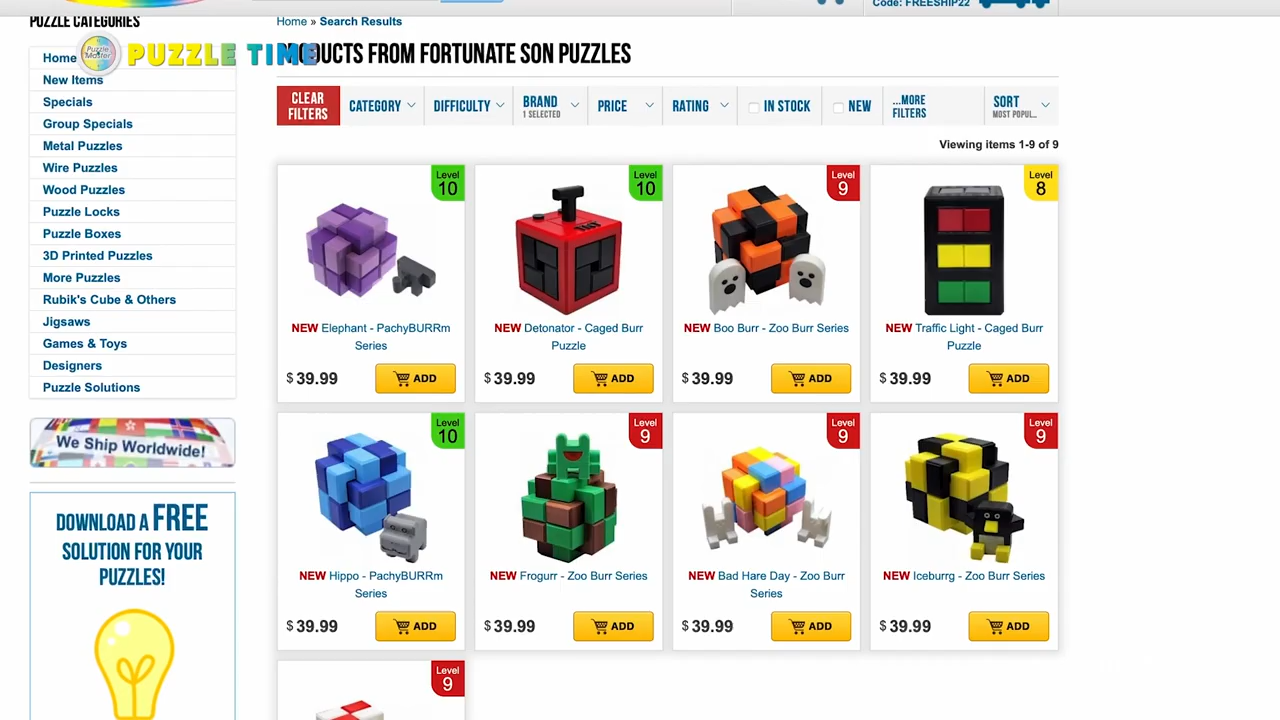 Code: FREESHIP22
PUZZLE CATEGORIES
Home » Search Results
Puzzle Master
PUZZLE TIME
PRODUCTS FROM FORTUNATE SON PUZZLES
Home
New Items
Specials
Group Specials
Metal Puzzles
Wire Puzzles
Wood Puzzles
Puzzle Locks
Puzzle Boxes
3D Printed Puzzles
More Puzzles
Rubik's Cube & Others
Jigsaws
Games & Toys
Designers
Puzzle Solutions
We Ship Worldwide!
DOWNLOAD A FREE
SOLUTION FOR YOUR
PUZZLES!
CLEAR FILTERS
CATEGORY
DIFFICULTY
BRAND
1 SELECTED
PRICE
RATING
IN STOCK
NEW
...MORE FILTERS
SORT
MOST POPUL...
Viewing items 1-9 of 9
Level 10
NEW Elephant - PachyBURRm
Series
$ 39.99
ADD
Level 10
NEW Detonator - Caged Burr
Puzzle
$ 39.99
ADD
Level 9
NEW Boo Burr - Zoo Burr Series
$ 39.99
ADD
Level 8
NEW Traffic Light - Caged Burr
Puzzle
$ 39.99
ADD
Level 10
NEW Hippo - PachyBURRm
Series
$ 39.99
ADD
Level 9
NEW Frogurr - Zoo Burr Series
$ 39.99
ADD
Level 9
NEW Bad Hare Day - Zoo Burr
Series
$ 39.99
ADD
Level 9
NEW Iceburrg - Zoo Burr Series
$ 39.99
ADD
Level 9